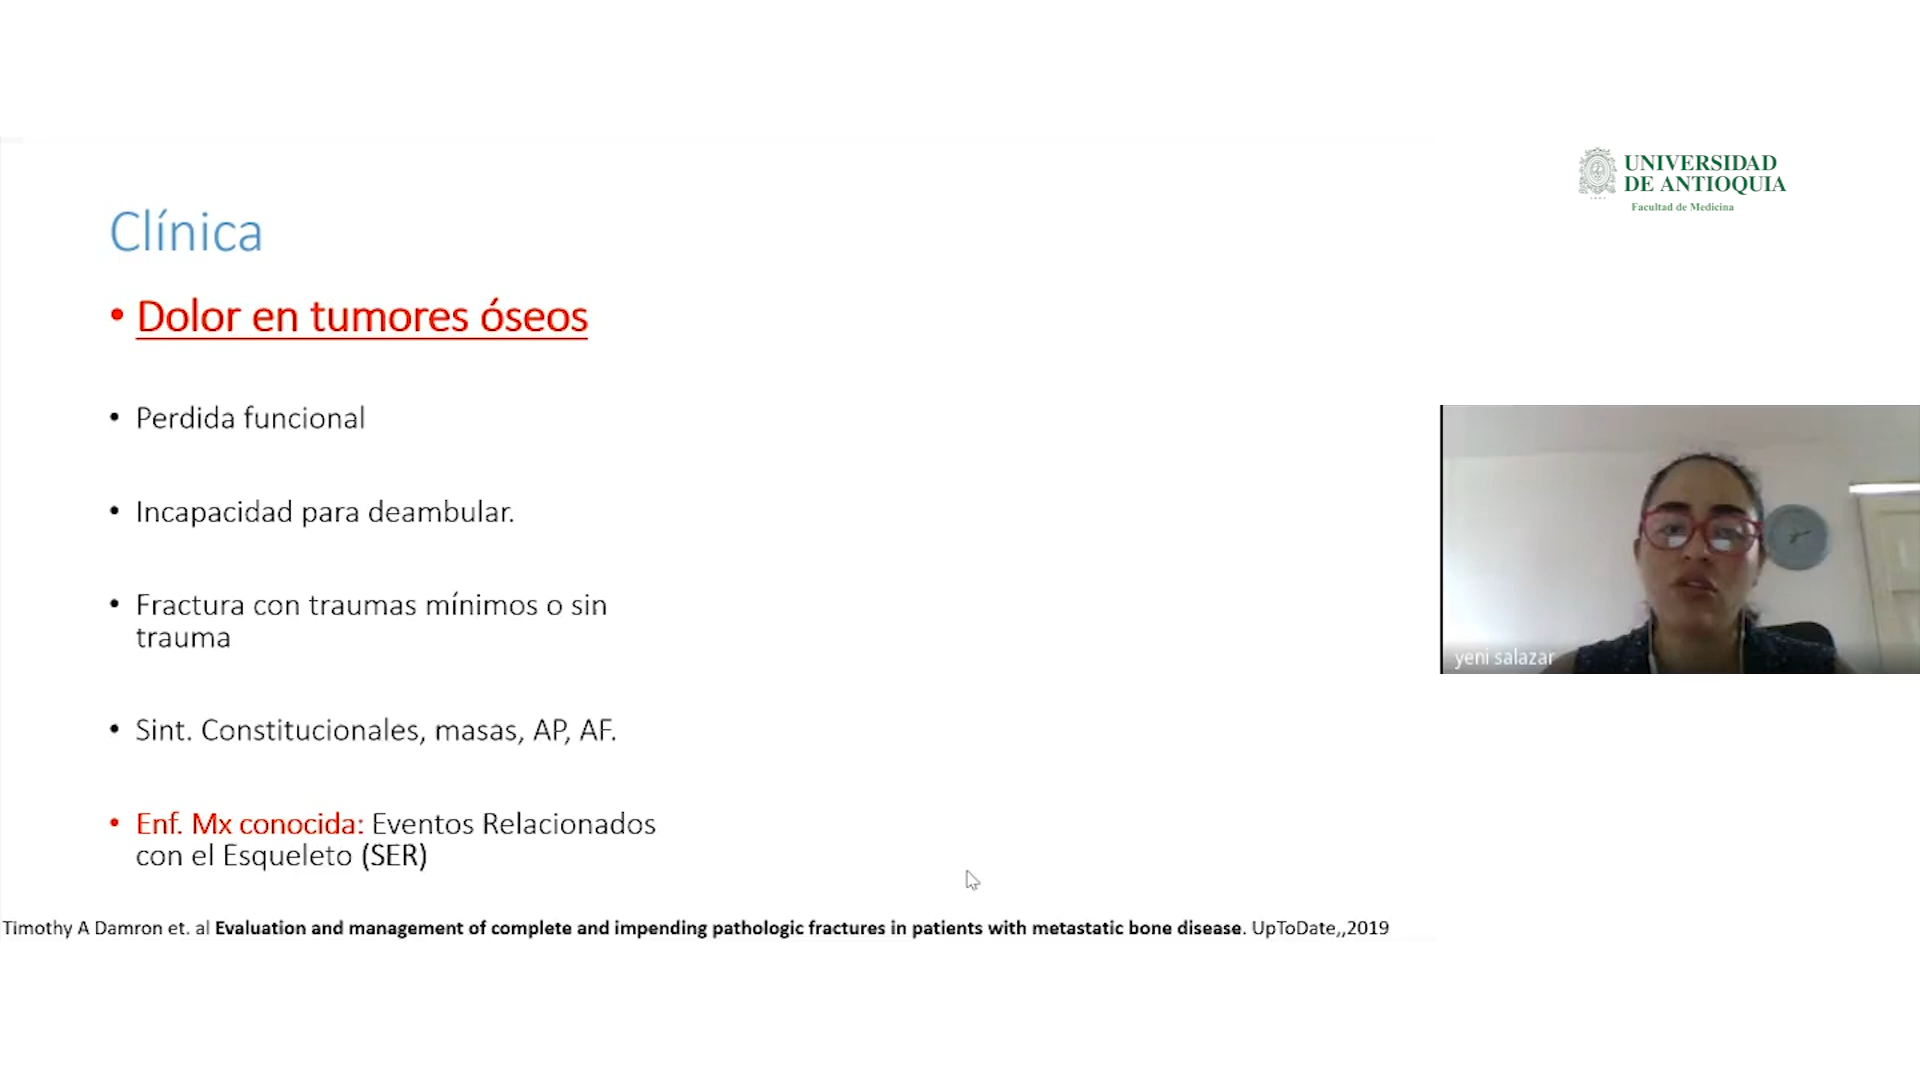 UNIVERSIDAD
DE ANTIOQUIA
Facultad de Medicina
Clínica
• Dolor en tumores óseos
• Perdida funcional
• Incapacidad para deambular.
• Fractura con traumas mínimos o sin
trauma
• Sint. Constitucionales, masas, AP, AF.
• Enf. Mx conocida: Eventos Relacionados
con el Esqueleto (SER)
yeni salazar
Timothy A Damron et. al Evaluation and management of complete and impending pathologic fractures in patients with metastatic bone disease. UpToDate,,2019